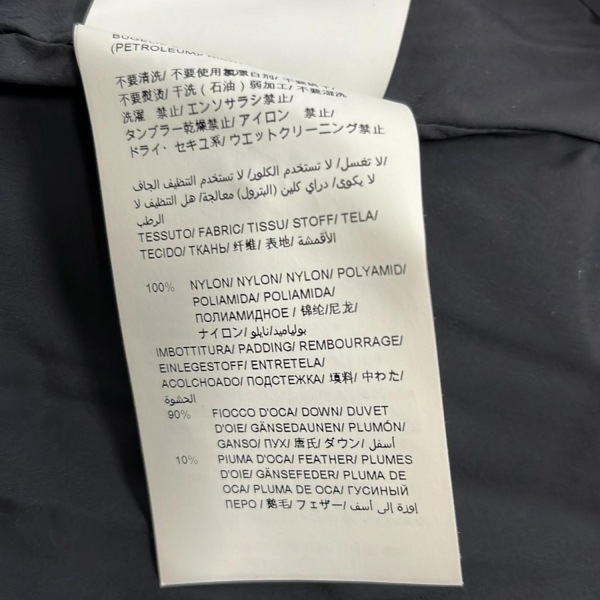 (PETROLEUM)
不要清洗/ 不要使用氯漂白剂/
不要熨烫/ 干洗 ( 石油 ) 弱加工/ 不要湿洗
洗濯 禁止/ エンソサラシ禁止/
タンブラー乾燥禁止/ アイロン 禁止/
ドライ・セキユ系/ ウエットクリーニング禁止
لا تغسل/ لا تستخدم الكلور/ لا تستخدم التنظيف الجاف/
لا يكوى/ دراي كلين (البترول) معالجة/ هل التنظيف لا
الرطب
TESSUTO/ FABRIC/ TISSU/ STOFF/ TELA/
TECIDO/ ТКАНЬ/ 纤维/ 表地/ الأقمشة
100% NYLON/ NYLON/ NYLON/ POLYAMID/
POLIAMIDA/ POLIAMIDA/
ПОЛИАМИДНОЕ / 锦纶/尼龙/
ナイロン/ بولياميد/نايلو
IMBOTTITURA/ PADDING/ REMBOURRAGE/
EINLEGESTOFF/ ENTRETELA/
ACOLCHOADO/ ПОДСТЕЖКА/ 填料/ 中わた/
الحشوة
90% FIOCCO D'OCA/ DOWN/ DUVET
D'OIE/ GÄNSEDAUNEN/ PLUMÓN/
GANSO/ ПУХ/ 唐氏/ ダウン/ أسفل
10% PIUMA D'OCA/ FEATHER/ PLUMES
D'OIE/ GÄNSEFEDER/ PLUMA DE
OCA/ PLUMA DE OCA/ ГУСИНЫЙ
ПЕРО / 鹅毛/ フェザー/ اوزة إلى أسف